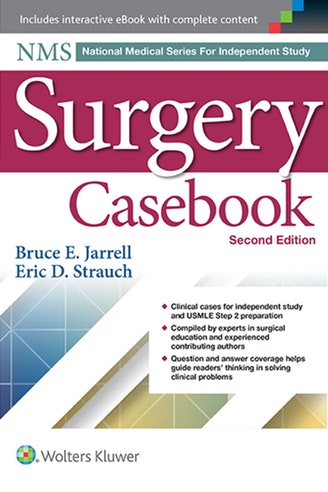 Includes interactive eBook with complete content
NMS National Medical Series For Independent Study
Surgery
Casebook
Second Edition
Bruce E. Jarrell
Eric D. Strauch
Clinical cases for independent study
and USMLE Step 2 preparation
Compiled by experts in surgical
education and experienced
contributing authors
Question and answer coverage helps
guide readers' thinking in solving
clinical problems
Wolters Kluwer